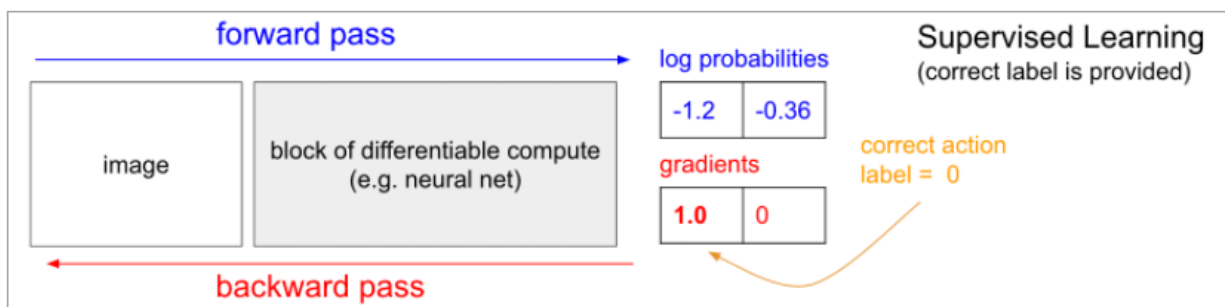 forward pass
Supervised Learning
(correct label is provided)
log probabilities
-1.2 -0.36
image
block of differentiable compute
(e.g. neural net)
correct action
label = 0
gradients
1.0 0
backward pass